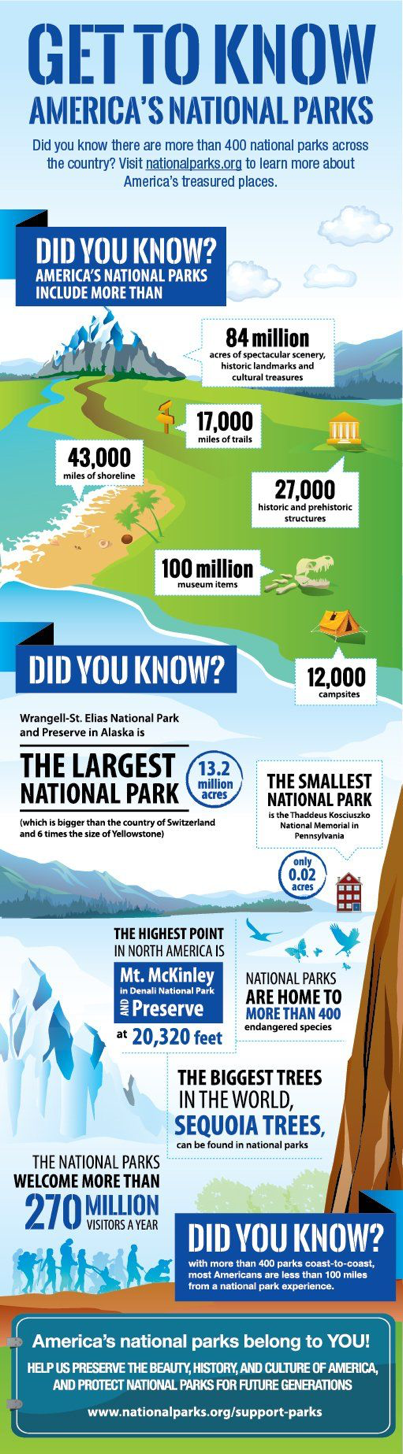 GET TO KNOW
AMERICA'S NATIONAL PARKS
Did you know there are more than 400 national parks across
the country? Visit nationalparks.org to learn more about
America's treasured places.
DID YOU KNOW?
AMERICA'S NATIONAL PARKS
INCLUDE MORE THAN
84 million
acres of spectacular scenery,
historic landmarks and
cultural treasures
17,000
miles of trails
43,000
miles of shoreline
27,000
historic and prehistoric
structures
100 million
museum items
12,000
campsites
DID YOU KNOW?
Wrangell-St. Elias National Park
and Preserve in Alaska is
THE LARGEST
NATIONAL PARK
(which is bigger than the country of Switzerland
and 6 times the size of Yellowstone)
13.2
million
acres
THE SMALLEST
NATIONAL PARK
is the Thaddeus Kosciuszko
National Memorial in
Pennsylvania
only
0.02
acres
THE HIGHEST POINT
IN NORTH AMERICA IS
Mt. McKinley
in Denali National Park
AND Preserve
at 20,320 feet
NATIONAL PARKS
ARE HOME TO
MORE THAN 400
endangered species
THE BIGGEST TREES
IN THE WORLD,
SEQUOIA TREES,
can be found in national parks
THE NATIONAL PARKS
WELCOME MORE THAN
270 MILLION
VISITORS A YEAR
DID YOU KNOW?
with more than 400 parks coast-to-coast,
most Americans are less than 100 miles
from a national park experience.
America's national parks belong to YOU!
HELP US PRESERVE THE BEAUTY, HISTORY, AND CULTURE OF AMERICA,
AND PROTECT NATIONAL PARKS FOR FUTURE GENERATIONS
www.nationalparks.org/support-parks